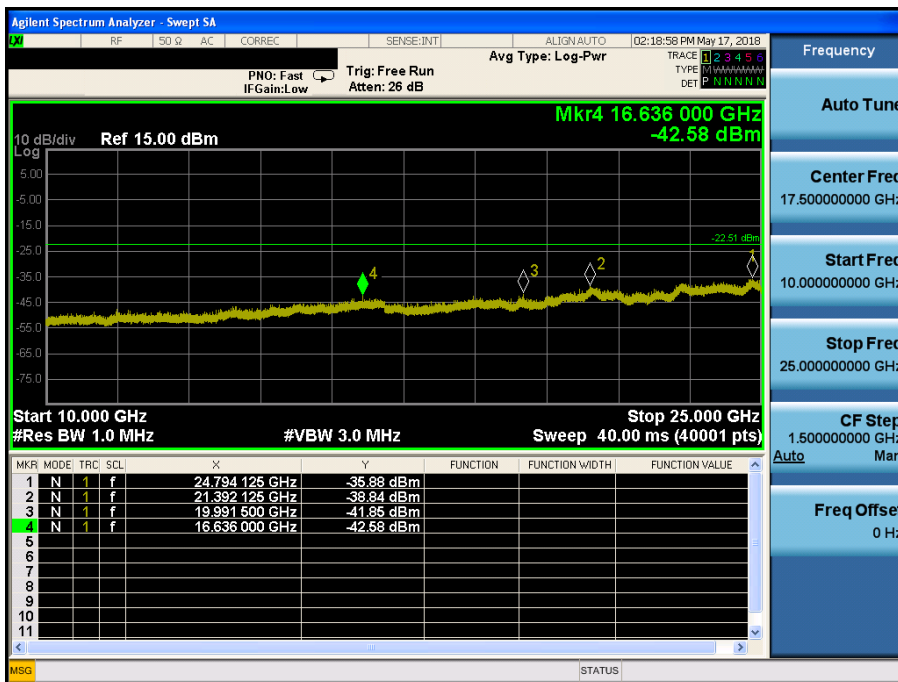 Agilent Spectrum Analyzer - Swept SA
LXI RF 50 Ω AC CORREC SENSE:INT ALIGN AUTO 02:18:58 PM May 17, 2018
PNO: Fast
IFGain:Low
Trig: Free Run
Atten: 26 dB
Avg Type: Log-Pwr
TRACE 1 2 3 4 5 6
TYPE M WWWWW
DET P N N N N N
Mkr4 16.636 000 GHz
-42.58 dBm
10 dB/div Ref 15.00 dBm
Log
5.00
-5.00
-15.0
-25.0
-35.0
-45.0
-55.0
-65.0
-75.0
-22.51 dBm
4
3
2
1
Start 10.000 GHz Stop 25.000 GHz
#Res BW 1.0 MHz #VBW 3.0 MHz Sweep 40.00 ms (40001 pts)
MKR MODE TRC SCL X Y FUNCTION FUNCTION WIDTH FUNCTION VALUE
1 N 1 f 24.794 125 GHz -35.88 dBm
2 N 1 f 21.392 125 GHz -38.84 dBm
3 N 1 f 19.991 500 GHz -41.85 dBm
4 N 1 f 16.636 000 GHz -42.58 dBm
5
6
7
8
9
10
11
MSG STATUS
Frequency
Auto Tune
Center Freq
17.500000000 GHz
Start Freq
10.000000000 GHz
Stop Freq
25.000000000 GHz
CF Step
1.500000000 GHz
Auto Man
Freq Offset
0 Hz